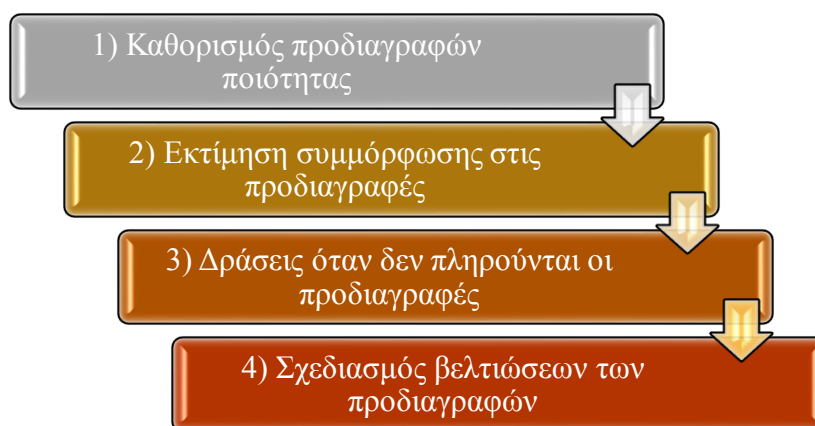 1) Καθορισμός προδιαγραφών
ποιότητας
2) Εκτίμηση συμμόρφωσης στις
προδιαγραφές
3) Δράσεις όταν δεν πληρούνται οι
προδιαγραφές
4) Σχεδιασμός βελτιώσεων των
προδιαγραφών